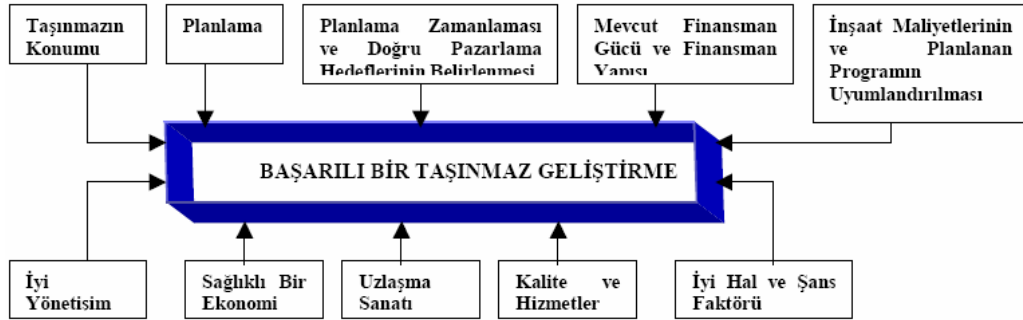 Taşınmazın
Konumu
Planlama
Planlama Zamanlaması
ve Doğru Pazarlama
Hedeflerinin Belirlenmesi
Mevcut Finansman
Gücü ve Finansman
Yapısı
İnşaat Maliyetlerinin
ve Planlanan
Programın
Uyumlandırılması
BAŞARILI BİR TAŞINMAZ GELİŞTİRME
İyi
Yönetişim
Sağlıklı Bir
Ekonomi
Uzlaşma
Sanatı
Kalite ve
Hizmetler
İyi Hal ve Şans
Faktörü